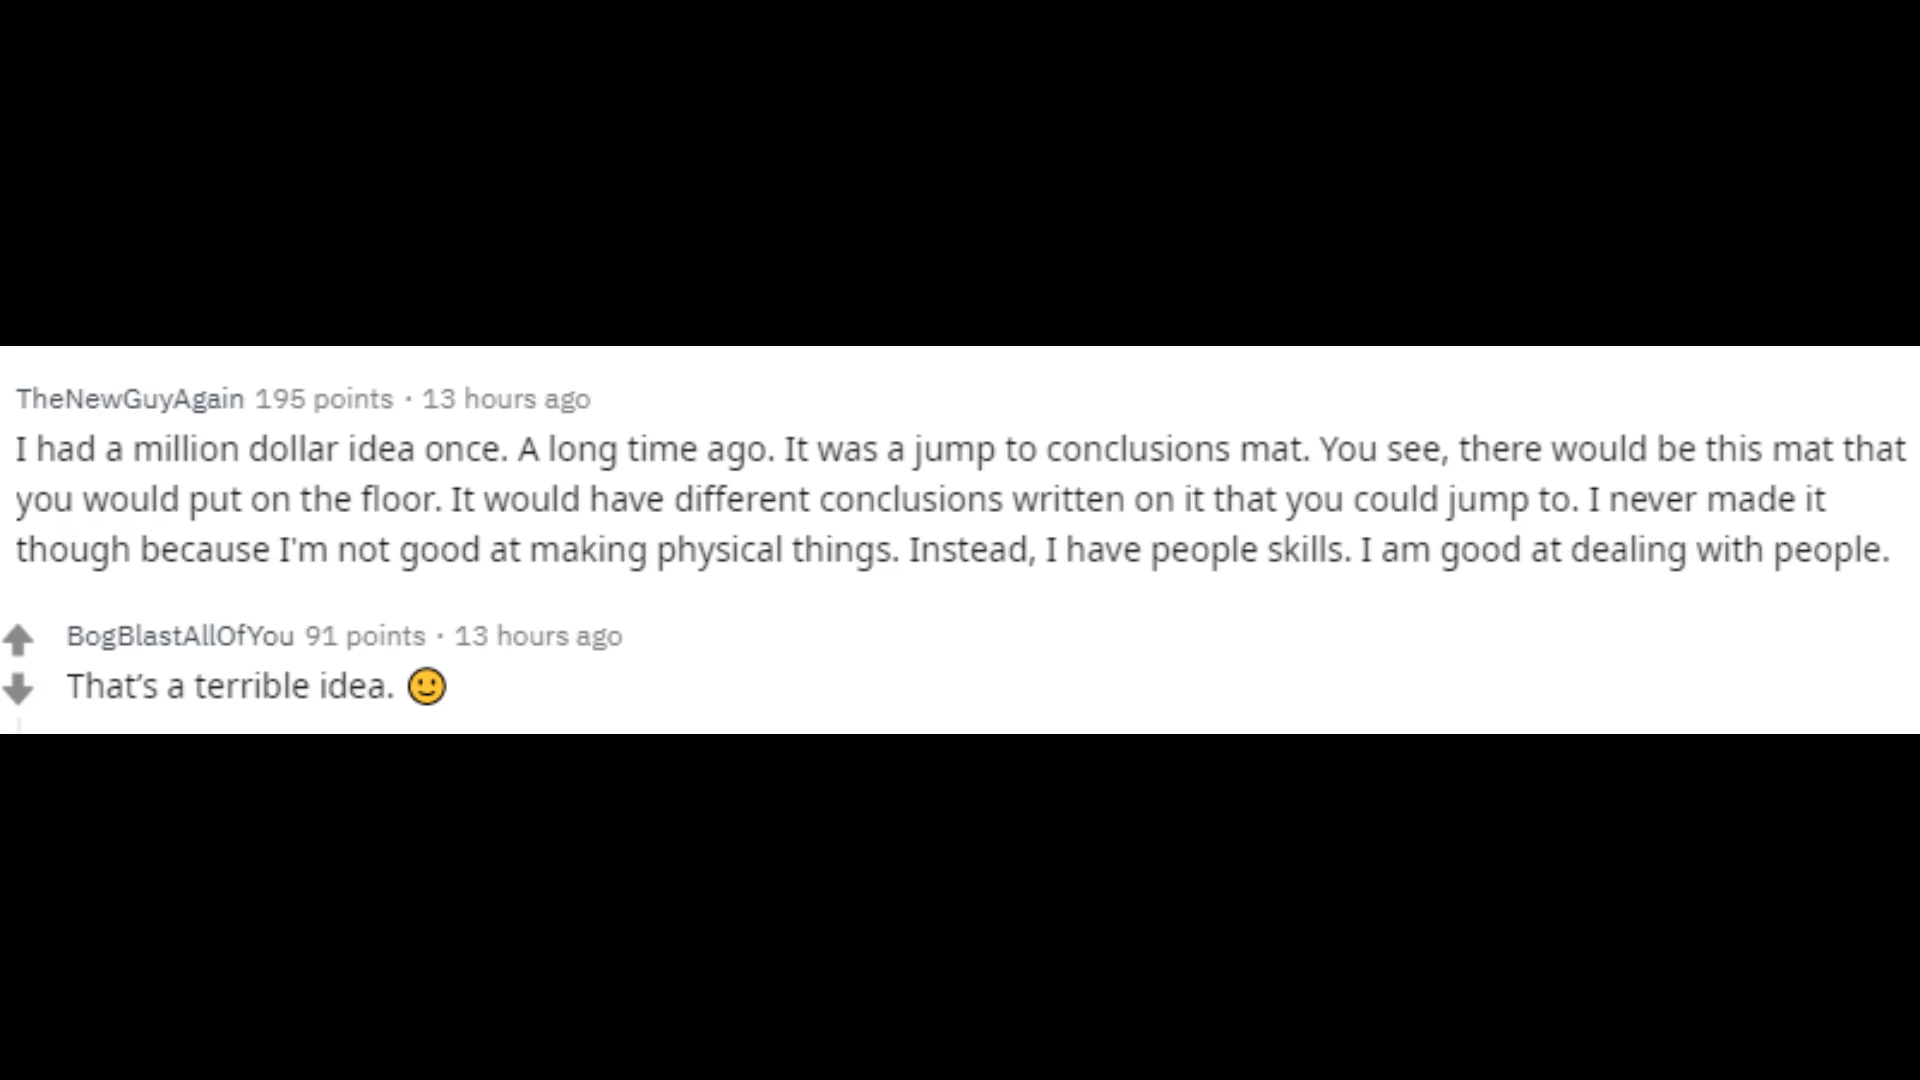 TheNewGuyAgain 195 points · 13 hours ago
I had a million dollar idea once. A long time ago. It was a jump to conclusions mat. You see, there would be this mat that
you would put on the floor. It would have different conclusions written on it that you could jump to. I never made it
though because I'm not good at making physical things. Instead, I have people skills. I am good at dealing with people.
BogBlastAllOfYou 91 points · 13 hours ago
That’s a terrible idea. 🙂